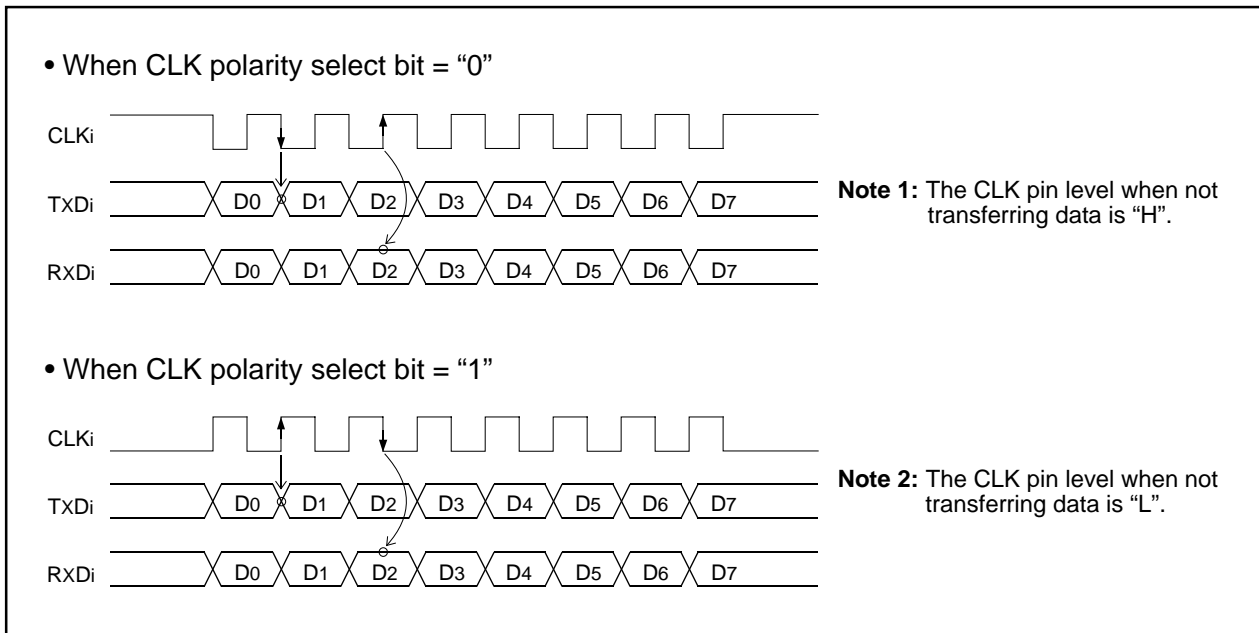 • When CLK polarity select bit = “0”
CLKi
TXDi
D0 D1 D2 D3 D4 D5 D6 D7
RXDi
D0 D1 D2 D3 D4 D5 D6 D7
Note 1: The CLK pin level when not
transferring data is “H”.
• When CLK polarity select bit = “1”
CLKi
TXDi
D0 D1 D2 D3 D4 D5 D6 D7
RXDi
D0 D1 D2 D3 D4 D5 D6 D7
Note 2: The CLK pin level when not
transferring data is “L”.